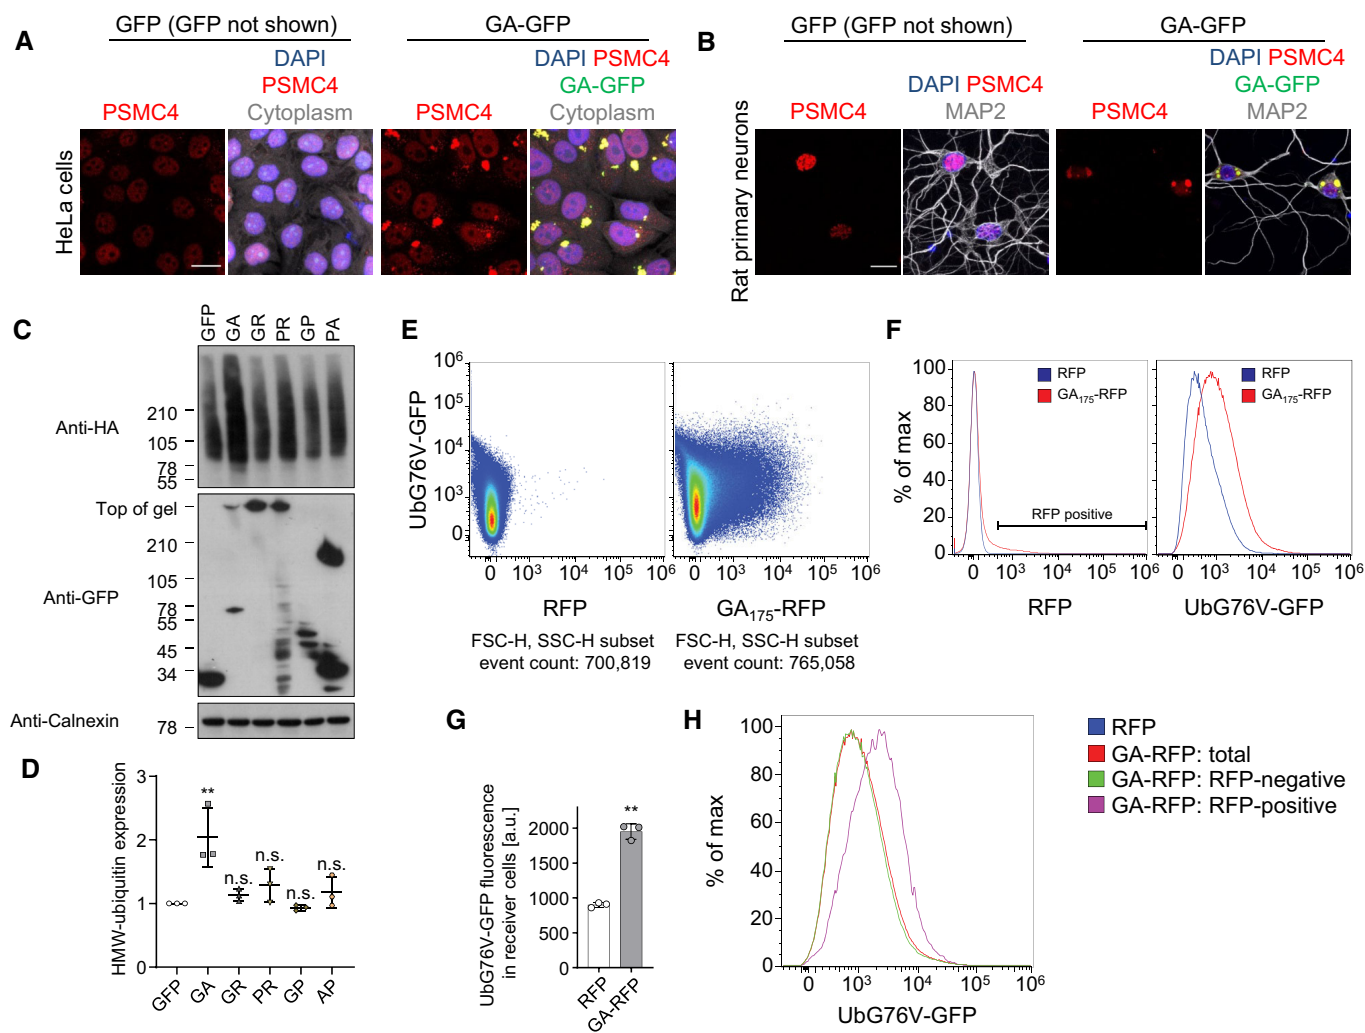 A
GFP (GFP not shown)
GA-GFP
PSMC4
DAPI
PSMC4
Cytoplasm
PSMC4
DAPI PSMC4
GA-GFP
Cytoplasm
HeLa cells
B
GFP (GFP not shown)
GA-GFP
PSMC4
DAPI PSMC4
MAP2
PSMC4
DAPI PSMC4
GA-GFP
MAP2
Rat primary neurons
C
GFP
GA
GR
PR
GP
PA
Anti-HA
210
105
78
55
Top of gel
Anti-GFP
210
105
78
55
45
34
Anti-Calnexin
78
D
HMW-ubiquitin expression
3
2
1
0
**
n.s.
n.s.
n.s.
n.s.
GFP
GA
GR
PR
GP
AP
E
UbG76V-GFP
10⁶
10⁵
10⁴
10³
0
0 10³ 10⁴ 10⁵ 10⁶
RFP
FSC-H, SSC-H subset
event count: 700,819
0 10³ 10⁴ 10⁵ 10⁶
GA₁₇₅-RFP
FSC-H, SSC-H subset
event count: 765,058
F
% of max
100
80
60
40
20
0
RFP
GA₁₇₅-RFP
RFP positive
0 10³ 10⁴ 10⁵ 10⁶
RFP
RFP
GA₁₇₅-RFP
0 10³ 10⁴ 10⁵ 10⁶
UbG76V-GFP
G
UbG76V-GFP fluorescence
in receiver cells [a.u.]
2000
1000
500
0
**
RFP
GA-RFP
H
% of max
100
80
60
40
20
0
0 10³ 10⁴ 10⁵ 10⁶
UbG76V-GFP
RFP
GA-RFP: total
GA-RFP: RFP-negative
GA-RFP: RFP-positive